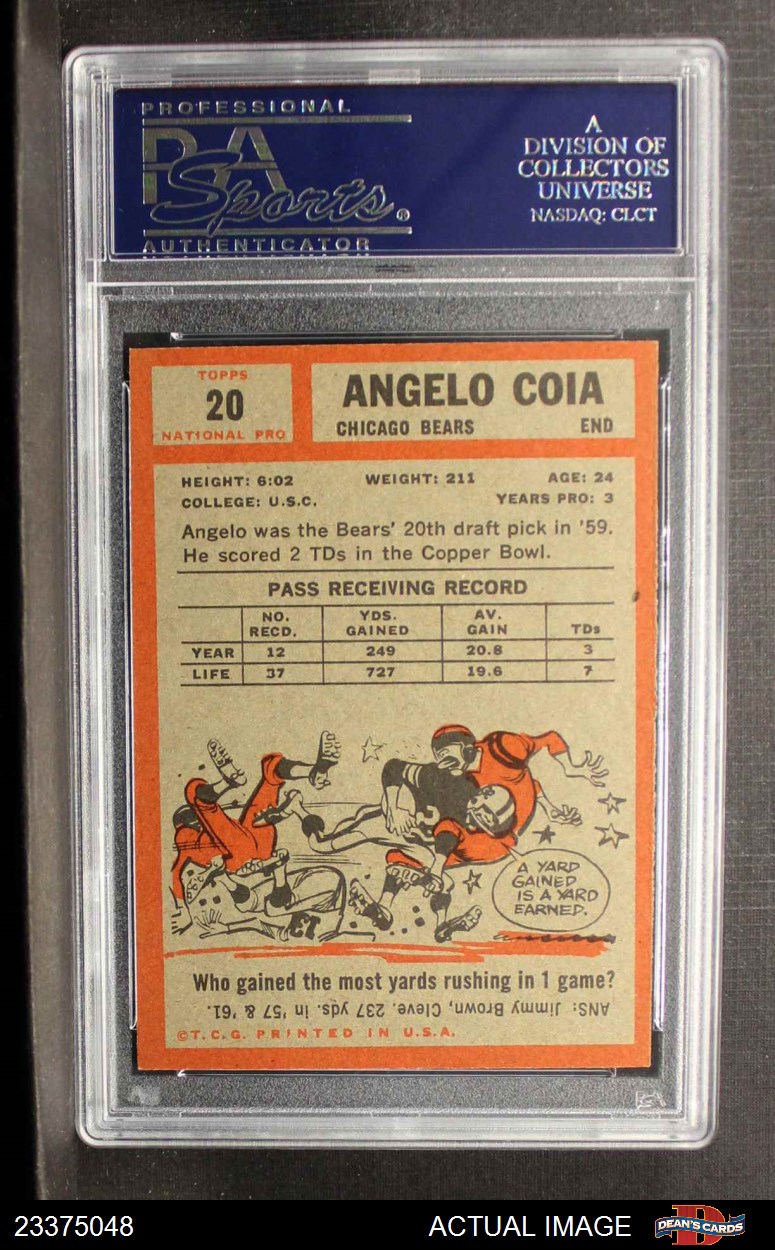 PROFESSIONAL
PSA
Sports®
AUTHENTICATOR
A
DIVISION OF
COLLECTORS
UNIVERSE
NASDAQ: CLCT
TOPPS
20
NATIONAL PRO
ANGELO COIA
CHICAGO BEARS END
HEIGHT: 6:02 WEIGHT: 211 AGE: 24
COLLEGE: U.S.C. YEARS PRO: 3
Angelo was the Bears' 20th draft pick in '59.
He scored 2 TDs in the Copper Bowl.
PASS RECEIVING RECORD
NO. RECD. YDS. GAINED AV. GAIN TDs
YEAR 12 249 20.8 3
LIFE 37 727 19.6 7
A YARD
GAINED
IS A YARD
EARNED.
Who gained the most yards rushing in 1 game?
ANS: Jimmy Brown, Cleve. 237 yds. in '57 & '61.
©T.C.G. PRINTED IN U.S.A.
23375048 ACTUAL IMAGE DEAN'S CARDS